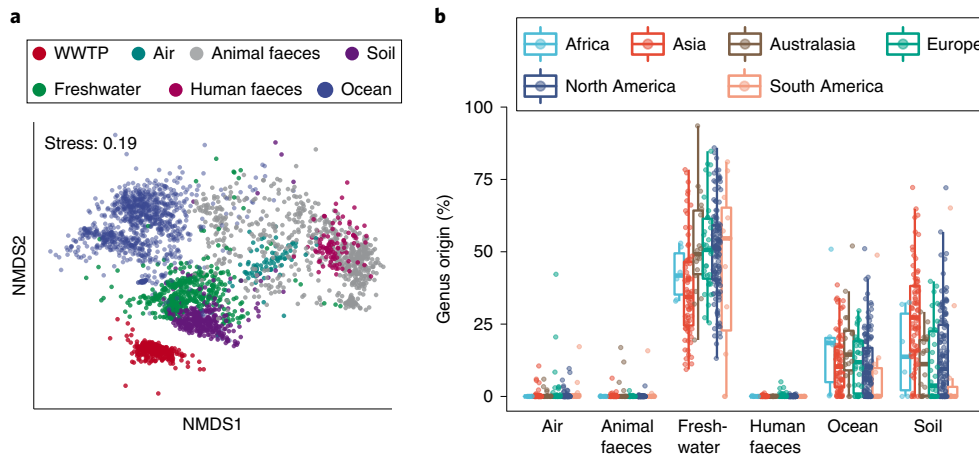 a
WWTP Air Animal faeces Soil
Freshwater Human faeces Ocean
Stress: 0.19
NMDS2
NMDS1
b
Africa Asia Australasia Europe
North America South America
Genus origin (%)
100
75
50
25
0
Air Animal faeces Fresh-water Human faeces Ocean Soil